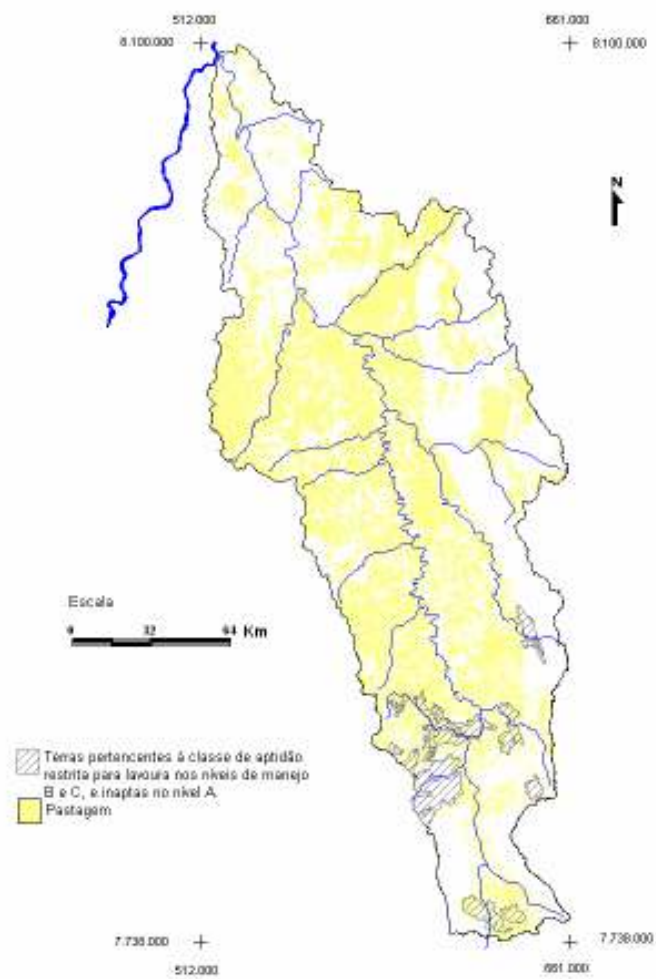 512.000 661.000
8.100.000 8.100.000
N
Escala
0 32 64 Km
Terras pertencentes à classe de aptidão
restrita para lavoura nos níveis de manejo
B e C, e inaptas no nível A.
Pastagem
7.738.000 7.738.000
512.000 661.000